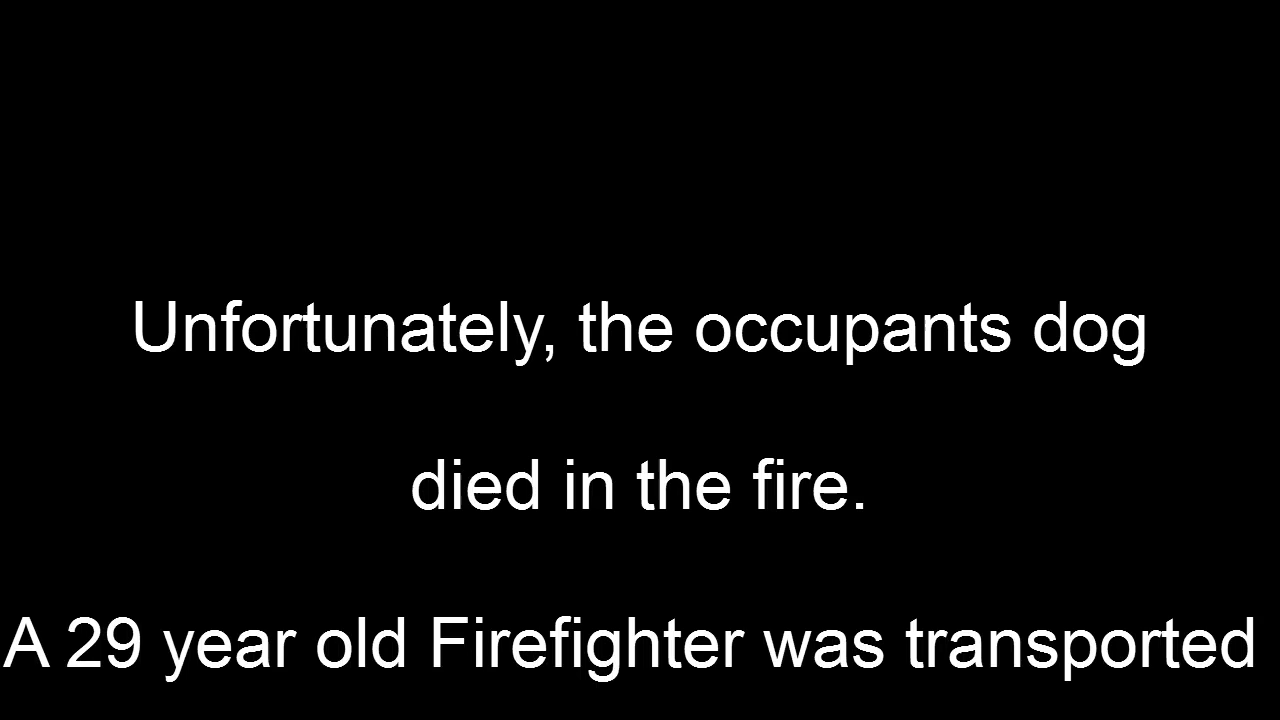 Unfortunately, the occupants dog
died in the fire.
A 29 year old Firefighter was transported